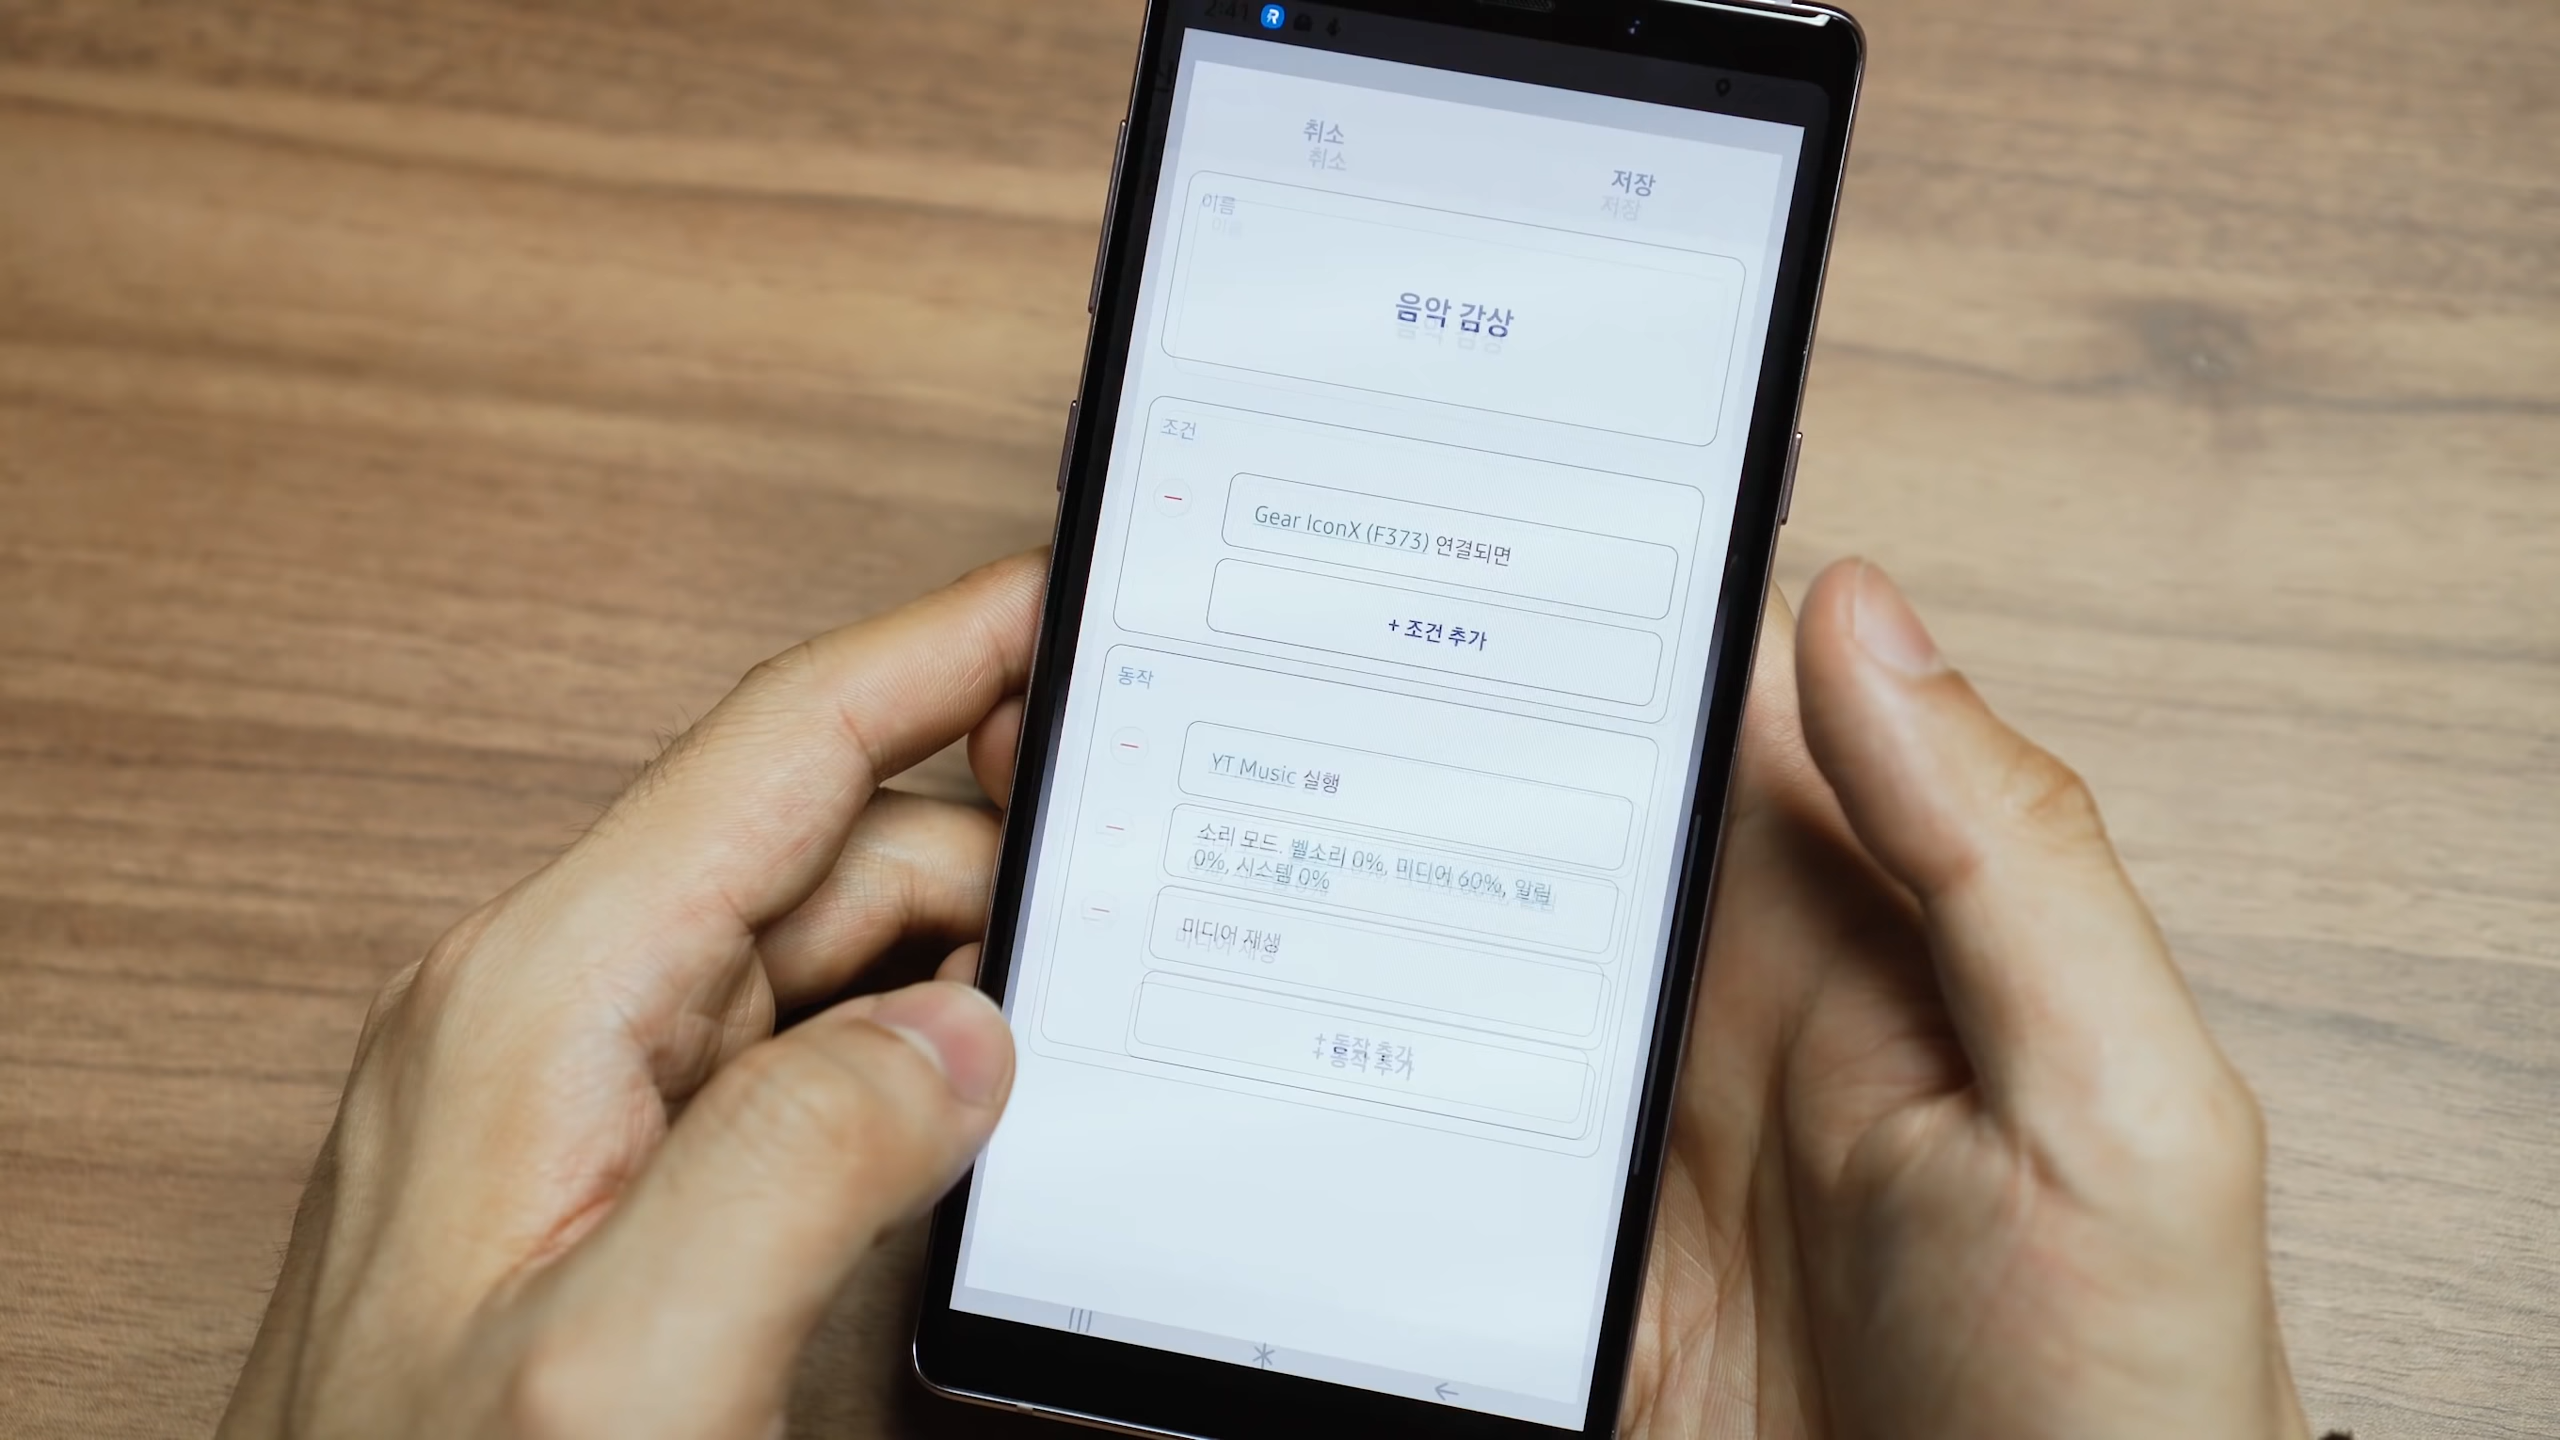 2:41
취소
저장
이름
음악 감상
조건
Gear IconX (F373) 연결되면
+ 조건 추가
동작
YT Music 실행
소리 모드. 벨소리 0%, 미디어 60%, 알림
0%, 시스템 0%
미디어 재생
+ 동작 추가